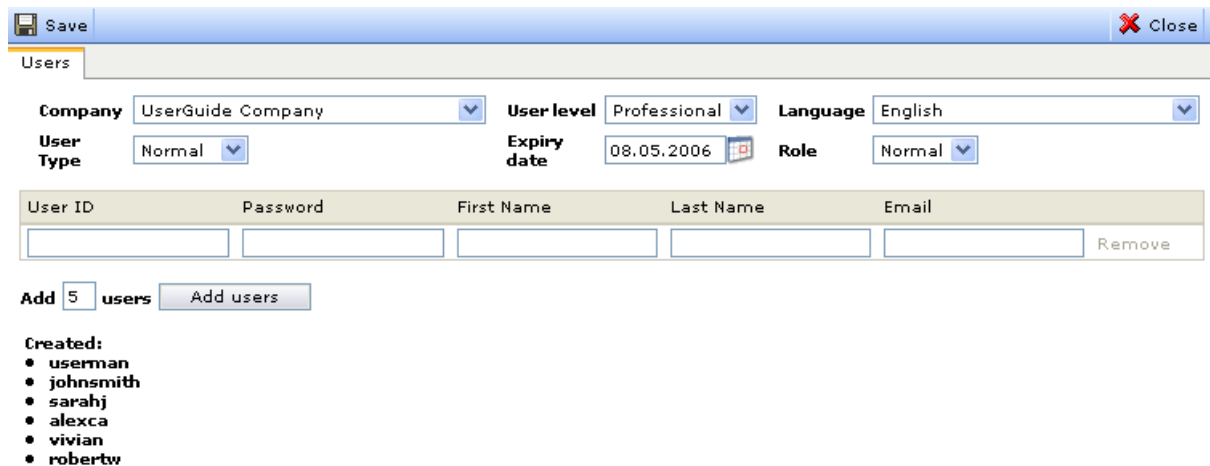 Save Close
Users
Company UserGuide Company User level Professional Language English
User Type Normal Expiry date 08.05.2006 Role Normal
User ID Password First Name Last Name Email
Remove
Add 5 users Add users
Created:
• userman
• johnsmith
• sarahj
• alexca
• vivian
• robertw